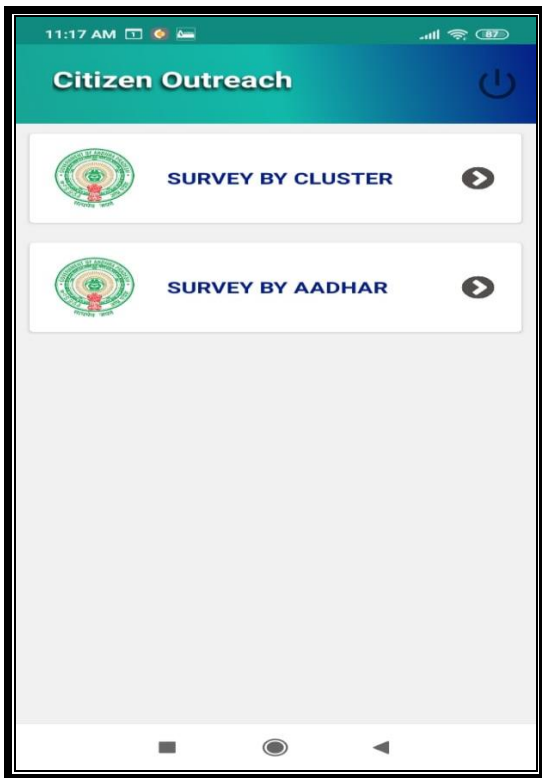 11:17 AM
87
Citizen Outreach
SURVEY BY CLUSTER
SURVEY BY AADHAR